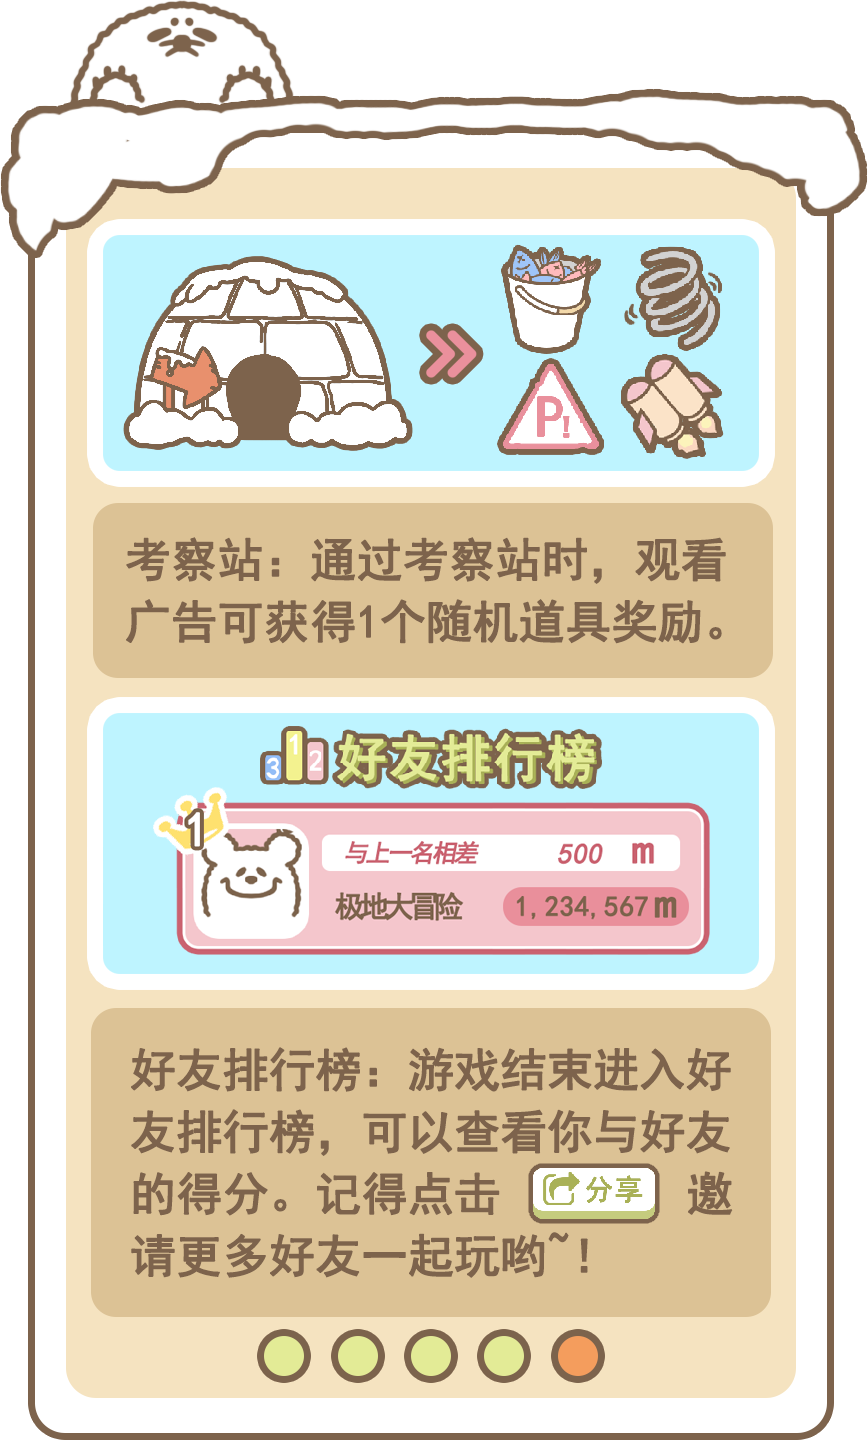 P!
考察站：通过考察站时，观看
广告可获得1个随机道具奖励。
3 1 2 好友排行榜
1
与上一名相差 500 m
极地大冒险 1,234,567m
好友排行榜：游戏结束进入好
友排行榜，可以查看你与好友
的得分。记得点击 分享 邀
请更多好友一起玩哟~！